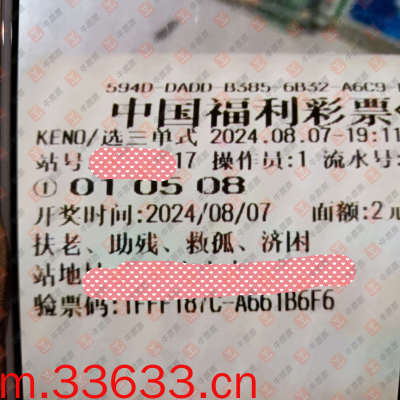 594D-DADD-B385-6B32-A6C9-
中国福利彩票
KENO/选三单式 2024.08.07-19:11
站号 17 操作员:1 流水号:
① 01 05 08
开奖时间:2024/08/07 面额:2元
扶老、助残、救孤、济困
站地址
验票码:1FFF187C-A661B6F6
m.33633.cn